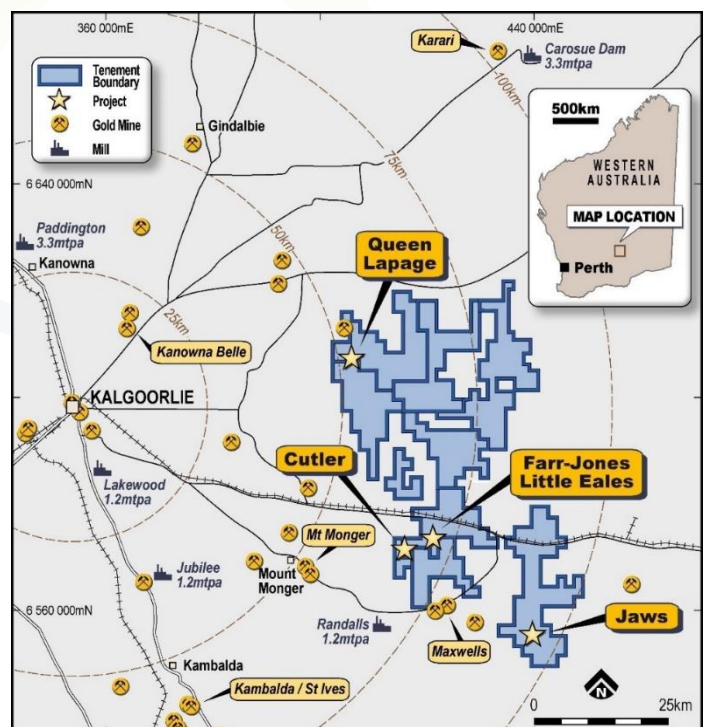 360 000mE
440 000mE
Tenement
Boundary
Project
Gold Mine
Mill
Karari
Carosue Dam
3.3mtpa
100km
500km
WESTERN
AUSTRALIA
MAP LOCATION
Perth
Gindalbie
75km
6 640 000mN
50km
Paddington
3.3mtpa
Kanowna
Queen
Lapage
25km
Kanowna Belle
KALGOORLIE
Cutler
Farr-Jones
Little Eales
Lakewood
1.2mtpa
Mt Monger
Jubilee
1.2mtpa
Mount
Monger
6 560 000mN
Randalls
1.2mtpa
Maxwells
Jaws
Kambalda
Kambalda / St Ives
N
0
25km